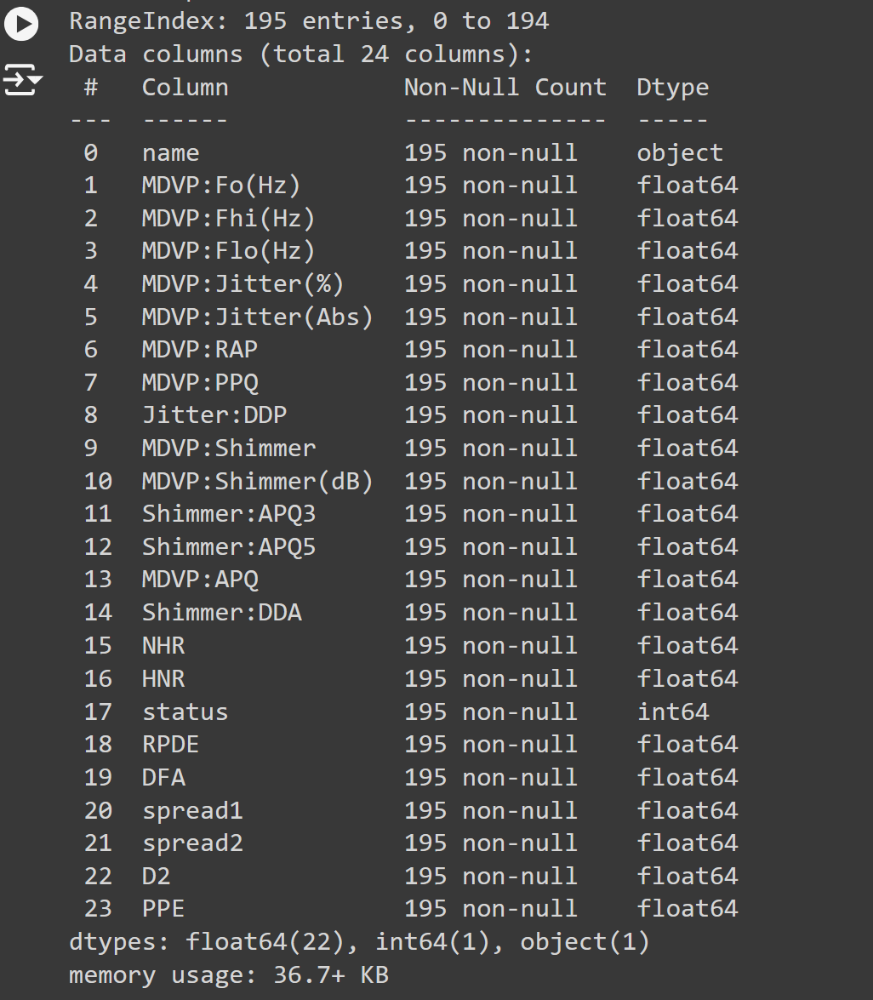 RangeIndex: 195 entries, 0 to 194
Data columns (total 24 columns):
 #   Column            Non-Null Count  Dtype
---  ------            --------------  -----
 0   name              195 non-null    object
 1   MDVP:Fo(Hz)       195 non-null    float64
 2   MDVP:Fhi(Hz)      195 non-null    float64
 3   MDVP:Flo(Hz)      195 non-null    float64
 4   MDVP:Jitter(%)    195 non-null    float64
 5   MDVP:Jitter(Abs)  195 non-null    float64
 6   MDVP:RAP          195 non-null    float64
 7   MDVP:PPQ          195 non-null    float64
 8   Jitter:DDP        195 non-null    float64
 9   MDVP:Shimmer      195 non-null    float64
 10  MDVP:Shimmer(dB)  195 non-null    float64
 11  Shimmer:APQ3      195 non-null    float64
 12  Shimmer:APQ5      195 non-null    float64
 13  MDVP:APQ          195 non-null    float64
 14  Shimmer:DDA       195 non-null    float64
 15  NHR               195 non-null    float64
 16  HNR               195 non-null    float64
 17  status            195 non-null    int64
 18  RPDE              195 non-null    float64
 19  DFA               195 non-null    float64
 20  spread1           195 non-null    float64
 21  spread2           195 non-null    float64
 22  D2                195 non-null    float64
 23  PPE               195 non-null    float64
dtypes: float64(22), int64(1), object(1)
memory usage: 36.7+ KB